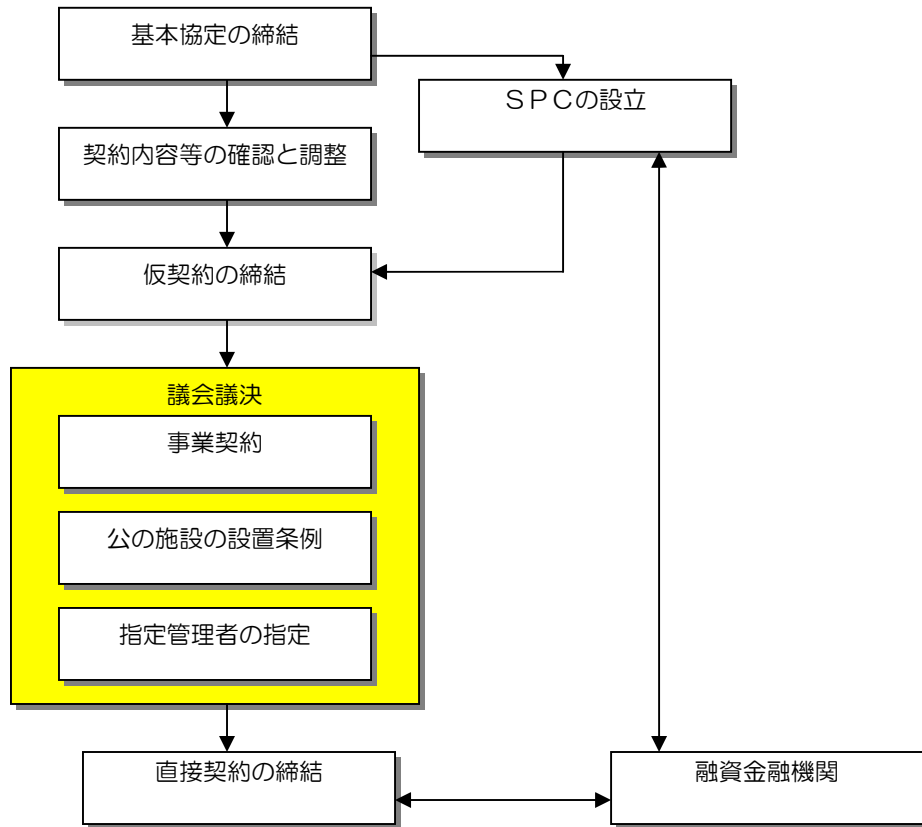 基本協定の締結
ＳＰＣの設立
契約内容等の確認と調整
仮契約の締結
議会議決
事業契約
公の施設の設置条例
指定管理者の指定
直接契約の締結
融資金融機関